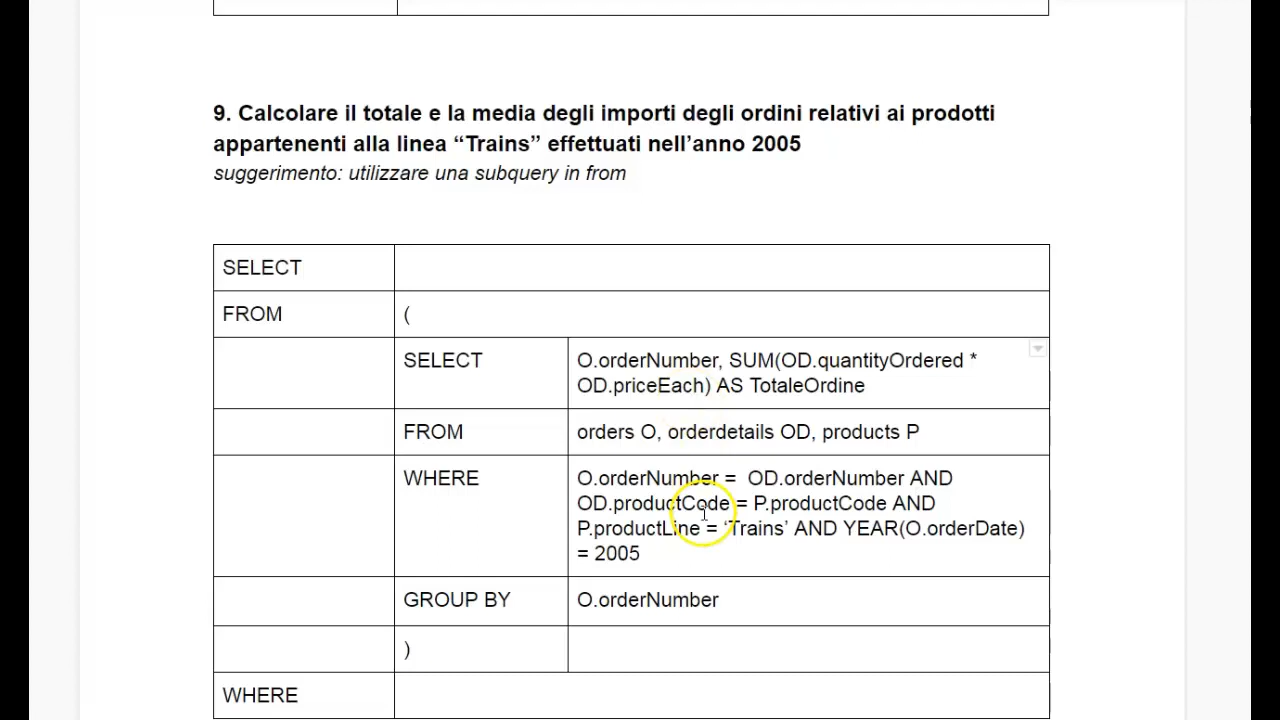 9. Calcolare il totale e la media degli importi degli ordini relativi ai prodotti
appartenenti alla linea “Trains” effettuati nell’anno 2005
suggerimento: utilizzare una subquery in from
SELECT
FROM (
SELECT O.orderNumber, SUM(OD.quantityOrdered *
OD.priceEach) AS TotaleOrdine
FROM orders O, orderdetails OD, products P
WHERE O.orderNumber =  OD.orderNumber AND
OD.productCode = P.productCode AND
P.productLine = ‘Trains’ AND YEAR(O.orderDate)
= 2005
GROUP BY O.orderNumber
)
WHERE